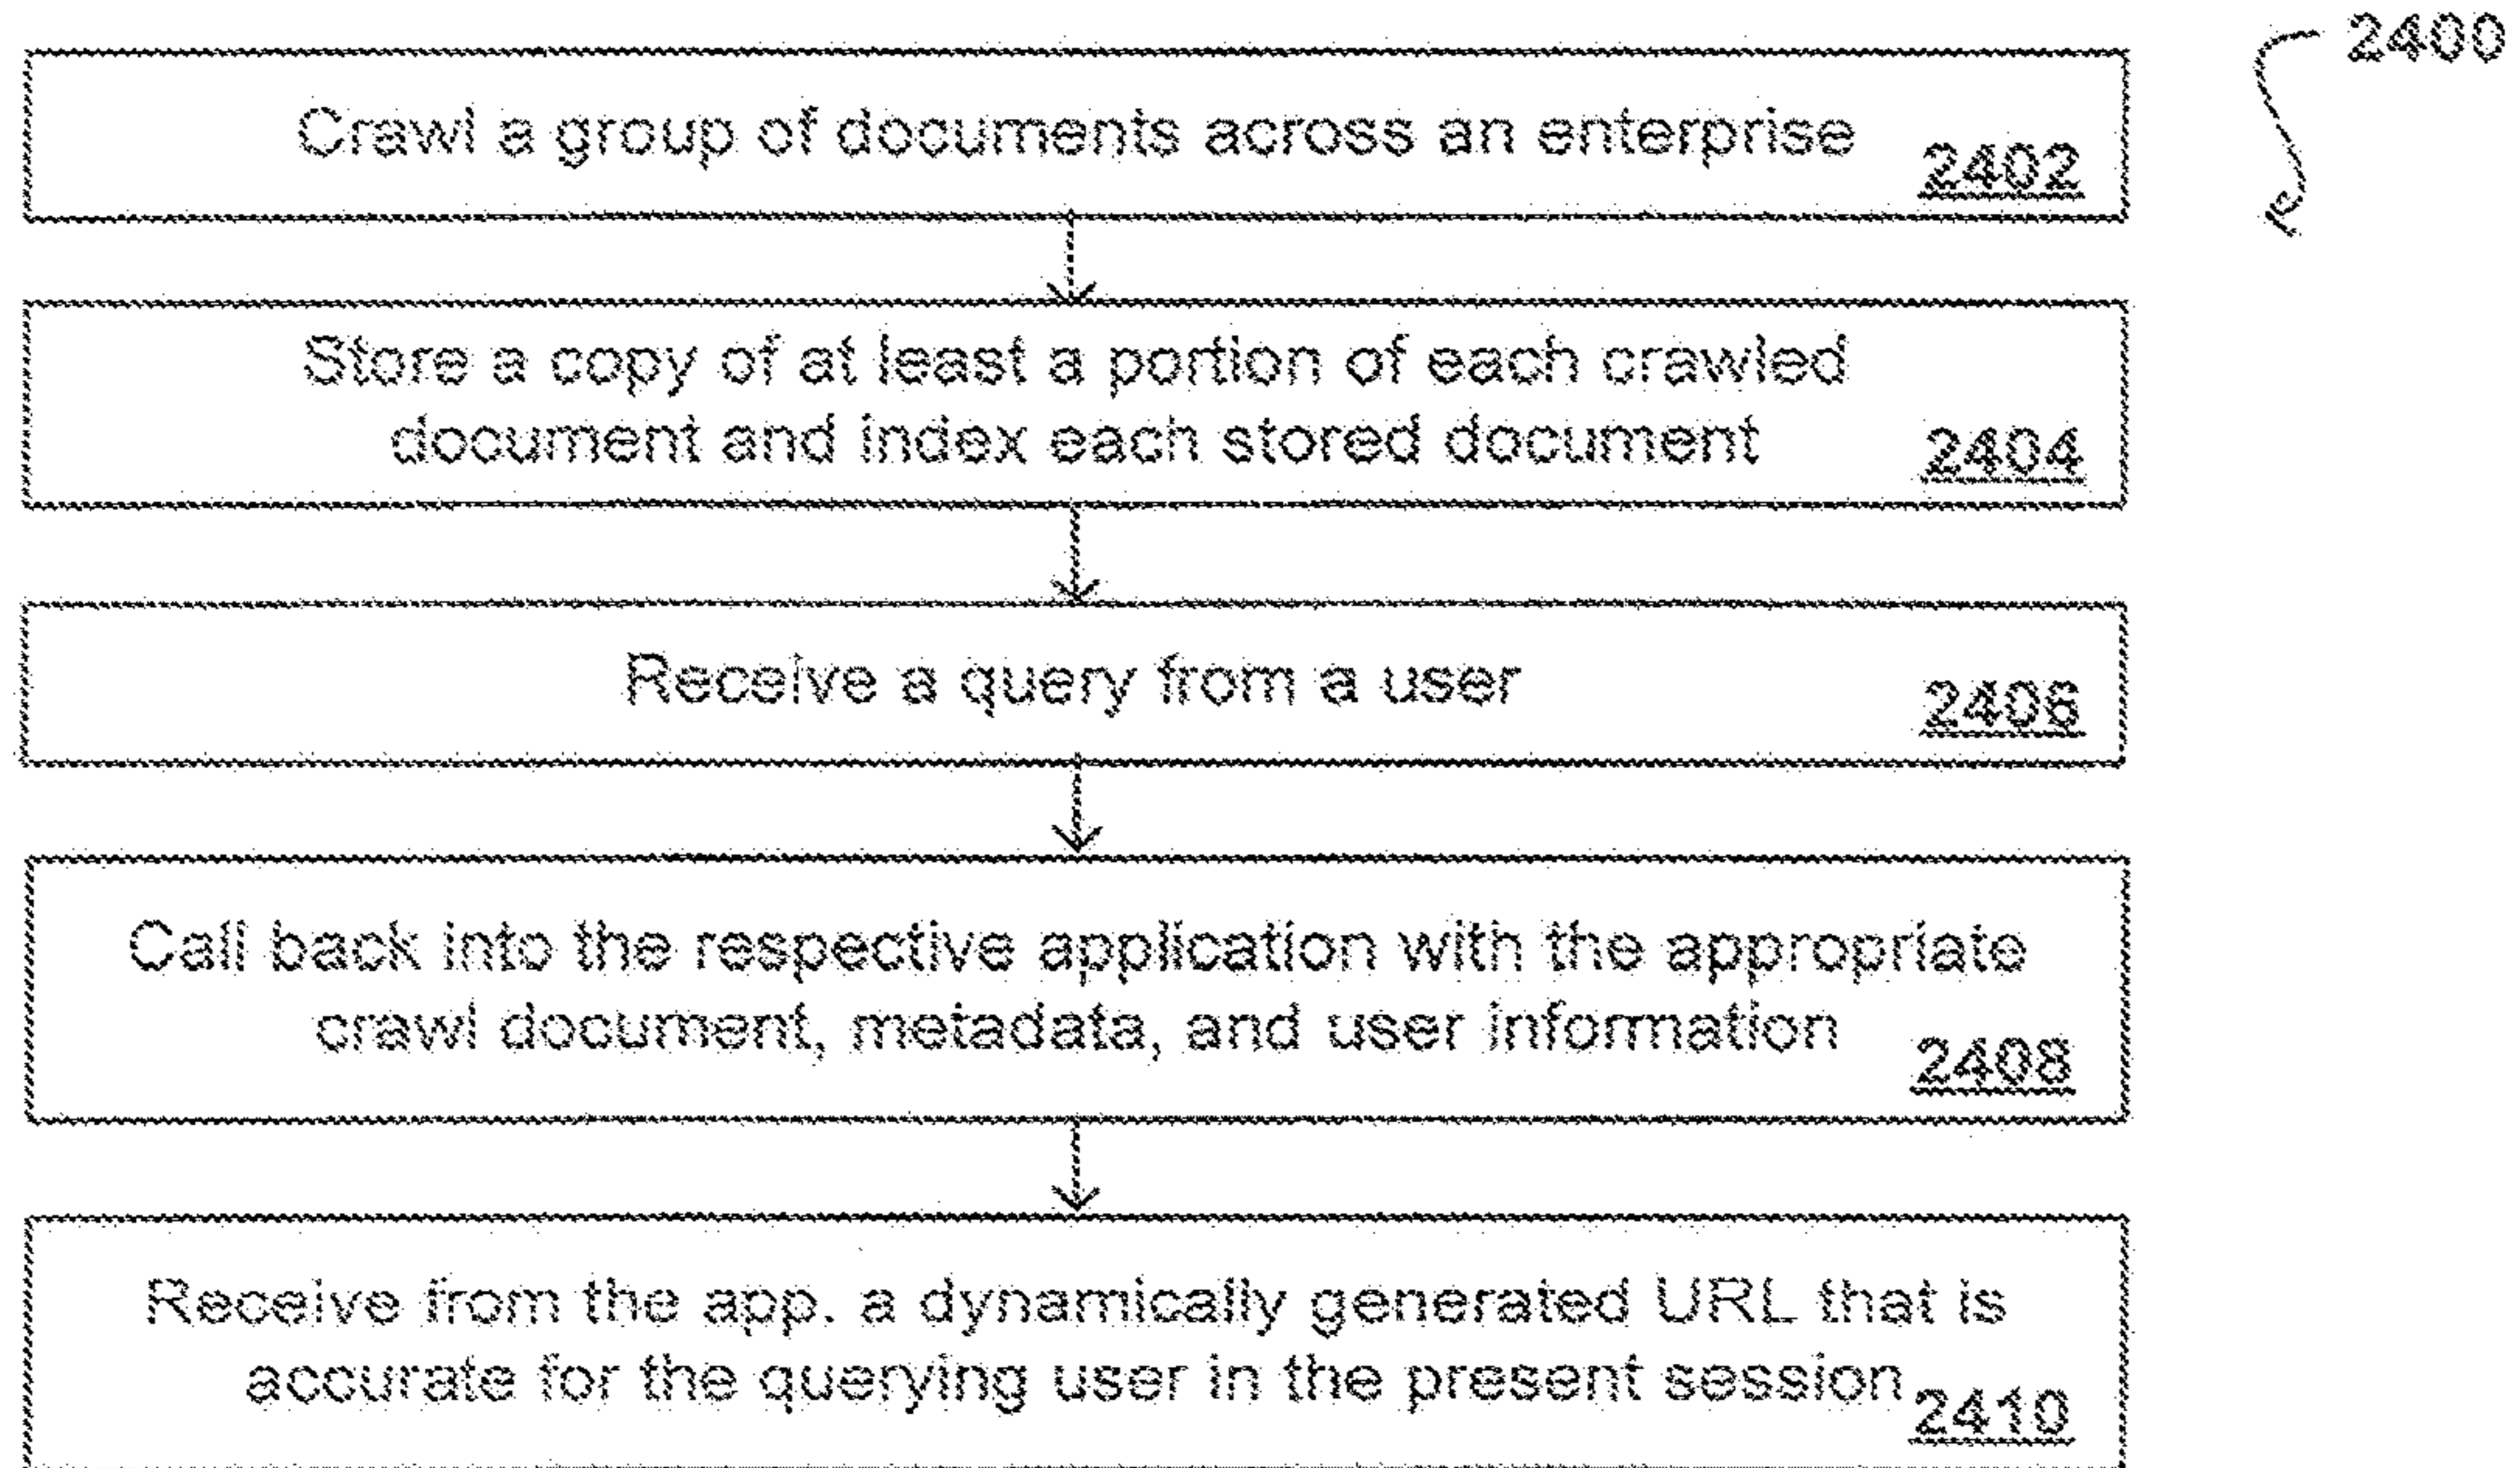 2400
Crawl a group of documents across an enterprise
2402
Store a copy of at least a portion of each crawled
document and index each stored document
2404
Receive a query from a user
2406
Call back into the respective application with the appropriate
crawl document, metadata, and user information
2408
Receive from the app. a dynamically generated URL that is
accurate for the querying user in the present session
2410